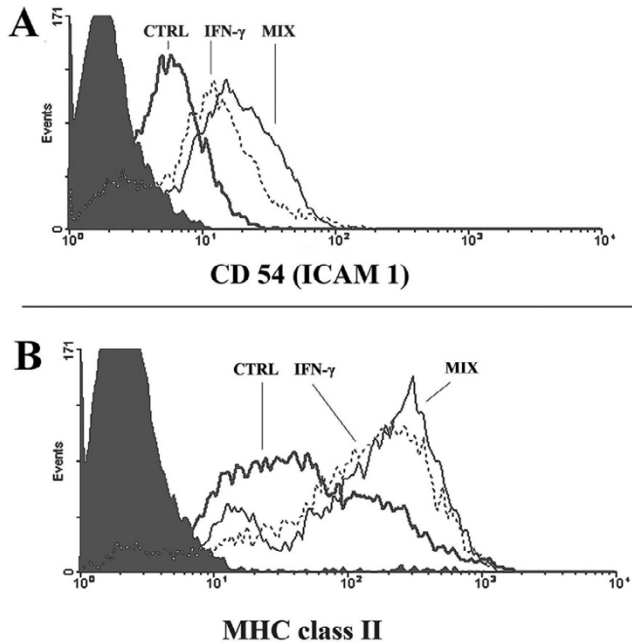 A
171
CTRL IFN-γ MIX
Events
0
10⁰ 10¹ 10² 10³ 10⁴
CD 54 (ICAM 1)
B
171
CTRL IFN-γ MIX
Events
0
10⁰ 10¹ 10² 10³ 10⁴
MHC class II